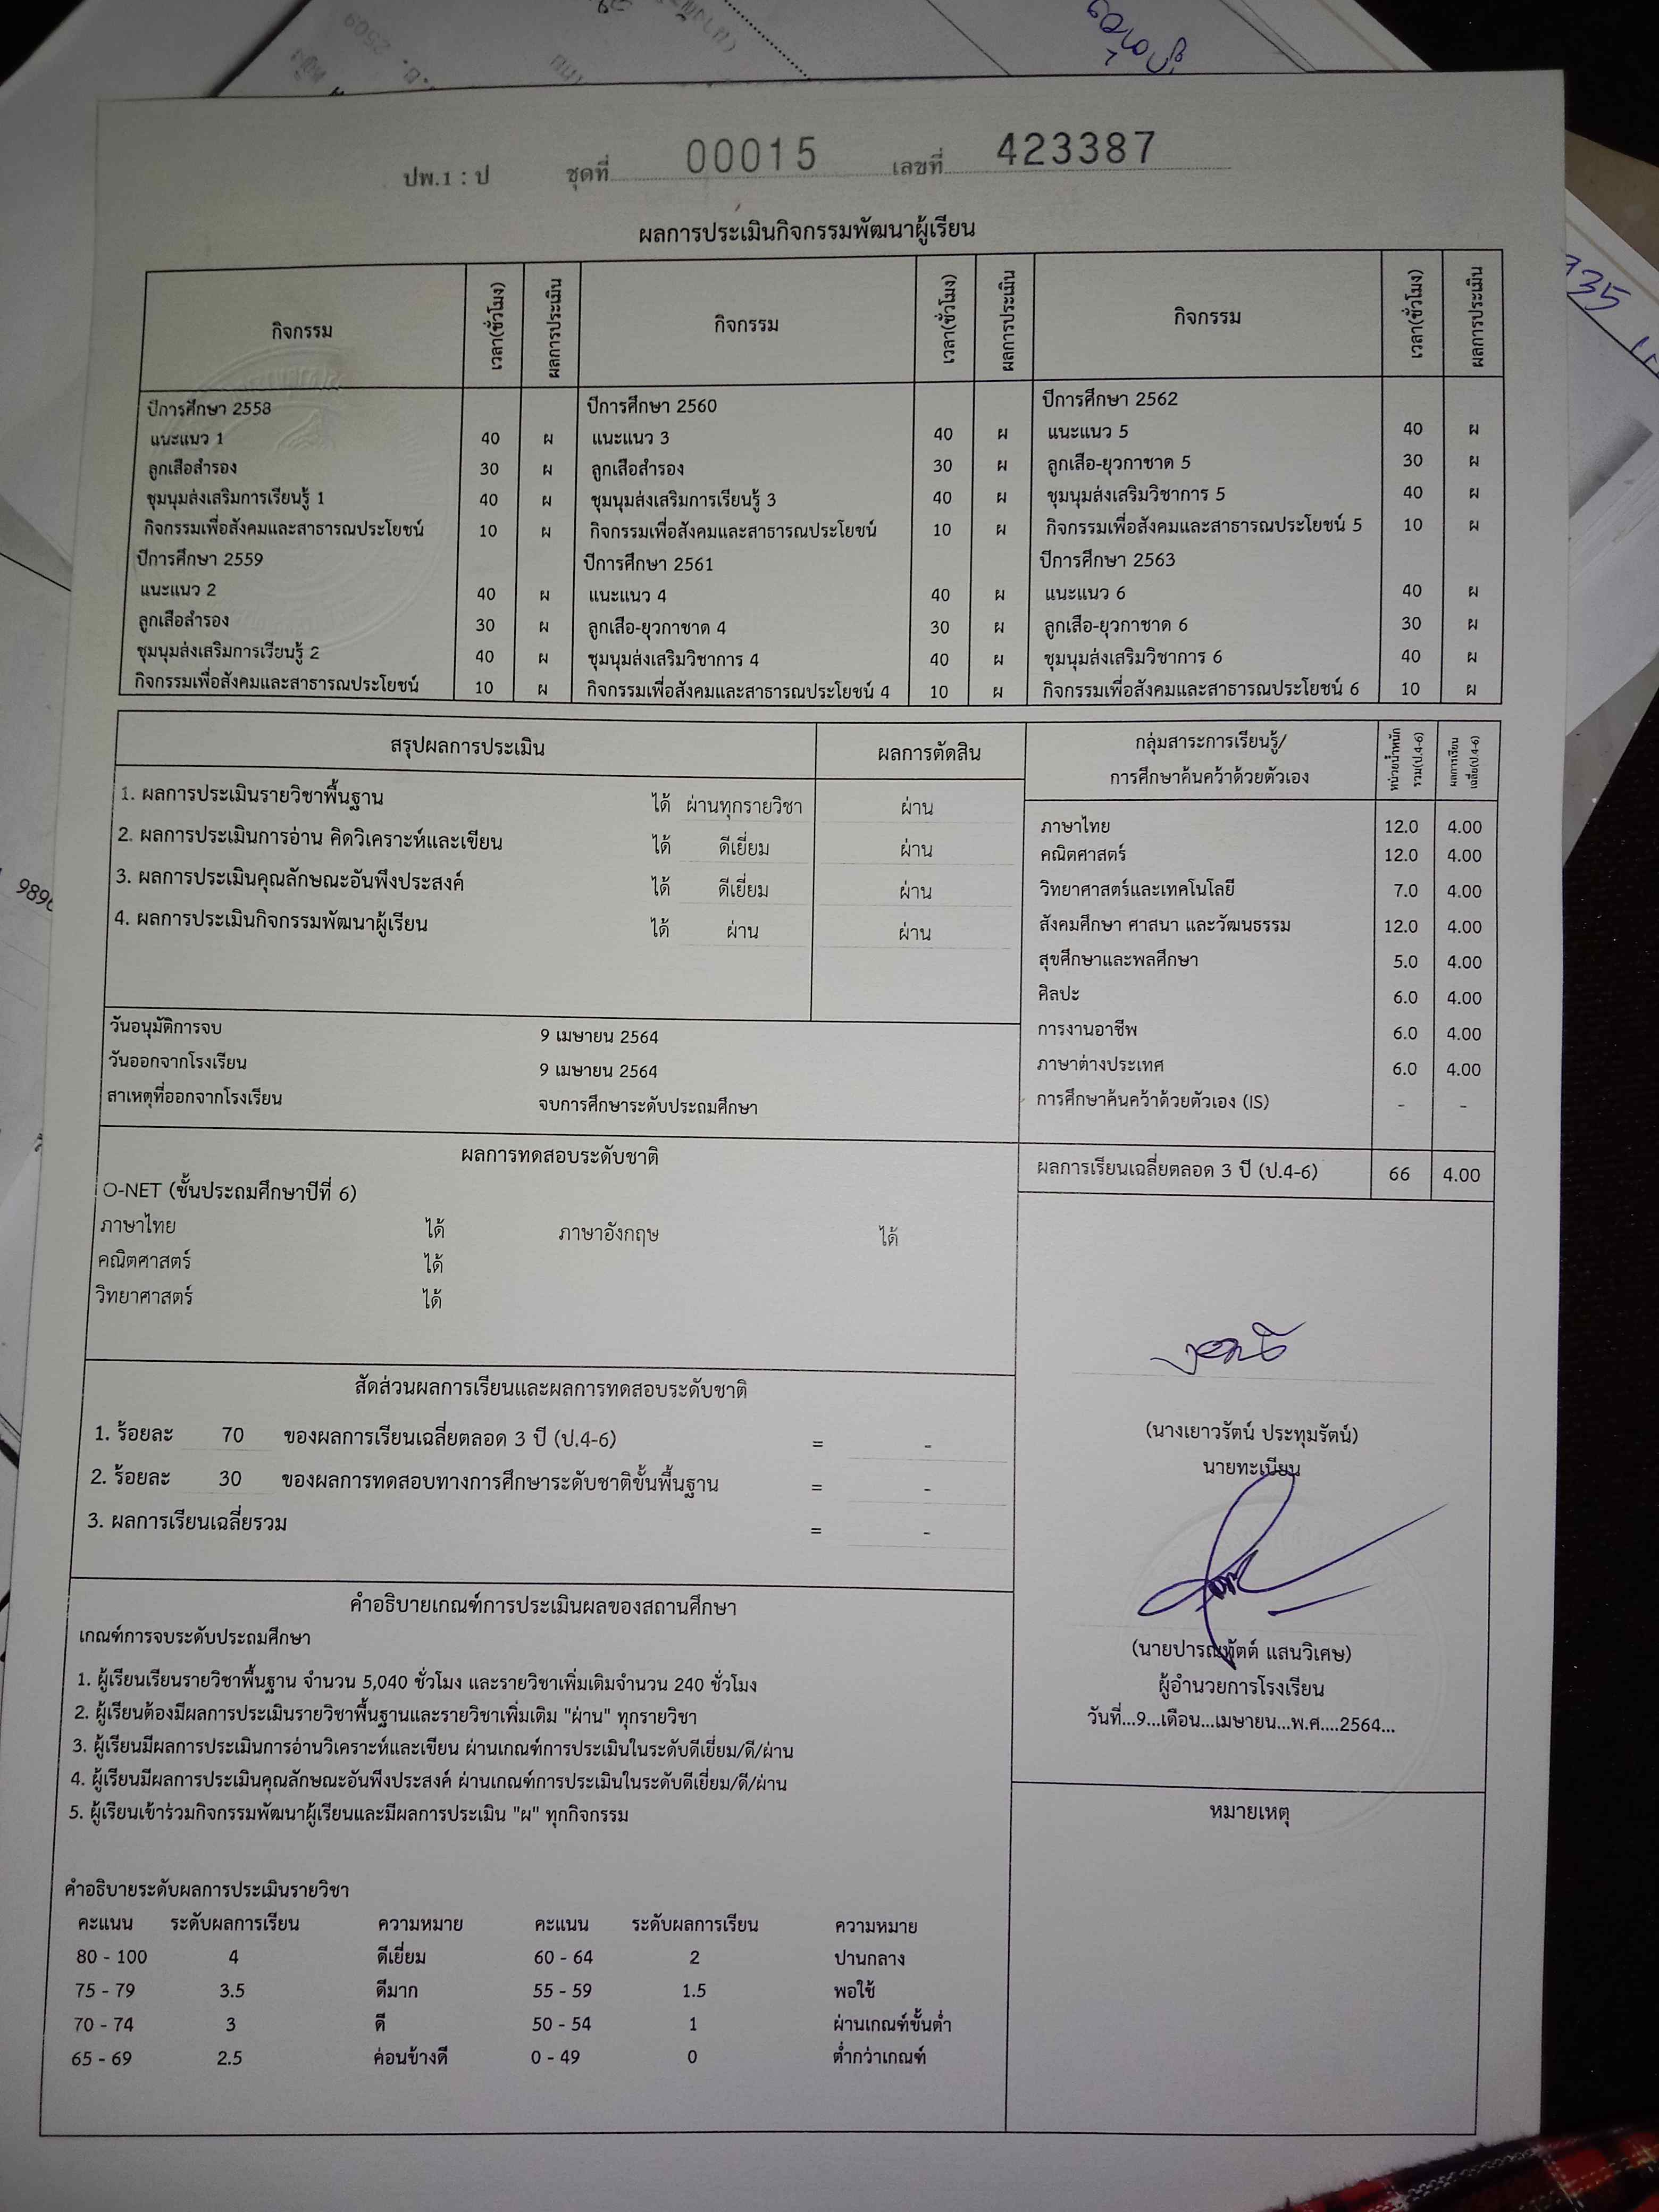 ปพ.1 : ป ชุดที่ 00015 เลขที่ 423387
ผลการประเมินกิจกรรมพัฒนาผู้เรียน
กิจกรรม เวลา(ชั่วโมง) ผลการประเมิน กิจกรรม เวลา(ชั่วโมง) ผลการประเมิน กิจกรรม เวลา(ชั่วโมง) ผลการประเมิน
ปีการศึกษา 2558 ปีการศึกษา 2560 ปีการศึกษา 2562
แนะแนว 1 40 ผ แนะแนว 3 40 ผ แนะแนว 5 40 ผ
ลูกเสือสำรอง 30 ผ ลูกเสือสำรอง 30 ผ ลูกเสือ-ยุวกาชาด 5 30 ผ
ชุมนุมส่งเสริมการเรียนรู้ 1 40 ผ ชุมนุมส่งเสริมการเรียนรู้ 3 40 ผ ชุมนุมส่งเสริมวิชาการ 5 40 ผ
กิจกรรมเพื่อสังคมและสาธารณประโยชน์ 10 ผ กิจกรรมเพื่อสังคมและสาธารณประโยชน์ 10 ผ กิจกรรมเพื่อสังคมและสาธารณประโยชน์ 5 10 ผ
ปีการศึกษา 2559 ปีการศึกษา 2561 ปีการศึกษา 2563
แนะแนว 2 40 ผ แนะแนว 4 40 ผ แนะแนว 6 40 ผ
ลูกเสือสำรอง 30 ผ ลูกเสือ-ยุวกาชาด 4 30 ผ ลูกเสือ-ยุวกาชาด 6 30 ผ
ชุมนุมส่งเสริมการเรียนรู้ 2 40 ผ ชุมนุมส่งเสริมวิชาการ 4 40 ผ ชุมนุมส่งเสริมวิชาการ 6 40 ผ
กิจกรรมเพื่อสังคมและสาธารณประโยชน์ 10 ผ กิจกรรมเพื่อสังคมและสาธารณประโยชน์ 4 10 ผ กิจกรรมเพื่อสังคมและสาธารณประโยชน์ 6 10 ผ
สรุปผลการประเมิน ผลการตัดสิน
1. ผลการประเมินรายวิชาพื้นฐาน ได้ ผ่านทุกรายวิชา ผ่าน
2. ผลการประเมินการอ่าน คิดวิเคราะห์และเขียน ได้ ดีเยี่ยม ผ่าน
3. ผลการประเมินคุณลักษณะอันพึงประสงค์ ได้ ดีเยี่ยม ผ่าน
4. ผลการประเมินกิจกรรมพัฒนาผู้เรียน ได้ ผ่าน ผ่าน
วันอนุมัติการจบ 9 เมษายน 2564
วันออกจากโรงเรียน 9 เมษายน 2564
สาเหตุที่ออกจากโรงเรียน จบการศึกษาระดับประถมศึกษา
ผลการทดสอบระดับชาติ
O-NET (ชั้นประถมศึกษาปีที่ 6)
ภาษาไทย ได้ ภาษาอังกฤษ ได้
คณิตศาสตร์ ได้
วิทยาศาสตร์ ได้
สัดส่วนผลการเรียนและผลการทดสอบระดับชาติ
1. ร้อยละ 70 ของผลการเรียนเฉลี่ยตลอด 3 ปี (ป.4-6) = -
2. ร้อยละ 30 ของผลการทดสอบทางการศึกษาระดับชาติขั้นพื้นฐาน = -
3. ผลการเรียนเฉลี่ยรวม = -
คำอธิบายเกณฑ์การประเมินผลของสถานศึกษา
เกณฑ์การจบระดับประถมศึกษา
1. ผู้เรียนเรียนรายวิชาพื้นฐาน จำนวน 5,040 ชั่วโมง และรายวิชาเพิ่มเติมจำนวน 240 ชั่วโมง
2. ผู้เรียนต้องมีผลการประเมินรายวิชาพื้นฐานและรายวิชาเพิ่มเติม "ผ่าน" ทุกรายวิชา
3. ผู้เรียนมีผลการประเมินการอ่านวิเคราะห์และเขียน ผ่านเกณฑ์การประเมินในระดับดีเยี่ยม/ดี/ผ่าน
4. ผู้เรียนมีผลการประเมินคุณลักษณะอันพึงประสงค์ ผ่านเกณฑ์การประเมินในระดับดีเยี่ยม/ดี/ผ่าน
5. ผู้เรียนเข้าร่วมกิจกรรมพัฒนาผู้เรียนและมีผลการประเมิน "ผ" ทุกกิจกรรม
คำอธิบายระดับผลการประเมินรายวิชา
คะแนน ระดับผลการเรียน ความหมาย คะแนน ระดับผลการเรียน ความหมาย
80 - 100 4 ดีเยี่ยม 60 - 64 2 ปานกลาง
75 - 79 3.5 ดีมาก 55 - 59 1.5 พอใช้
70 - 74 3 ดี 50 - 54 1 ผ่านเกณฑ์ขั้นต่ำ
65 - 69 2.5 ค่อนข้างดี 0 - 49 0 ต่ำกว่าเกณฑ์
กลุ่มสาระการเรียนรู้/
การศึกษาค้นคว้าด้วยตัวเอง
หน่วยน้ำหนัก
รวม(ป.4-6)
ผลการเรียน
เฉลี่ย(ป.4-6)
ภาษาไทย 12.0 4.00
คณิตศาสตร์ 12.0 4.00
วิทยาศาสตร์และเทคโนโลยี 7.0 4.00
สังคมศึกษา ศาสนา และวัฒนธรรม 12.0 4.00
สุขศึกษาและพลศึกษา 5.0 4.00
ศิลปะ 6.0 4.00
การงานอาชีพ 6.0 4.00
ภาษาต่างประเทศ 6.0 4.00
การศึกษาค้นคว้าด้วยตัวเอง (IS) - -
ผลการเรียนเฉลี่ยตลอด 3 ปี (ป.4-6) 66 4.00
(นางเยาวรัตน์ ประทุมรัตน์)
นายทะเบียน
(นายปารณทัตต์ แสนวิเศษ)
ผู้อำนวยการโรงเรียน
วันที่...9...เดือน...เมษายน...พ.ศ....2564...
หมายเหตุ
2509
935